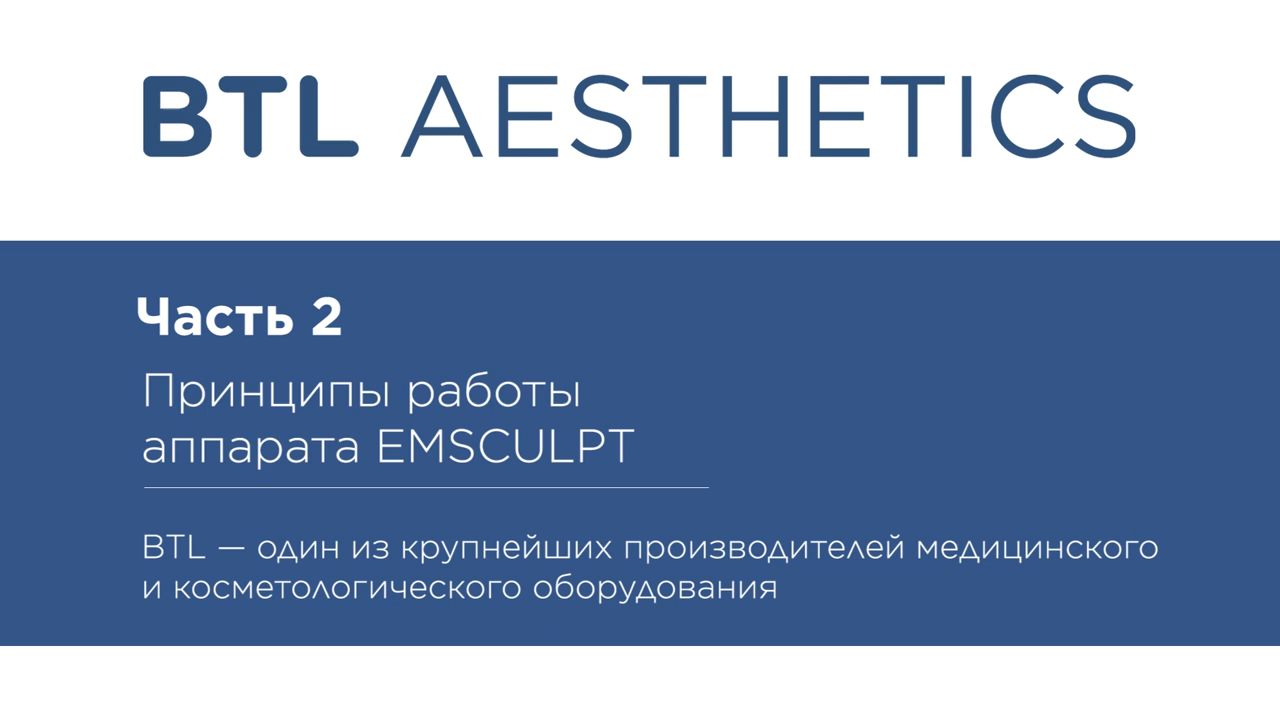 BTL AESTHETICS
Часть 2
Принципы работы
аппарата EMSCULPT
BTL — один из крупнейших производителей медицинского
и косметологического оборудования